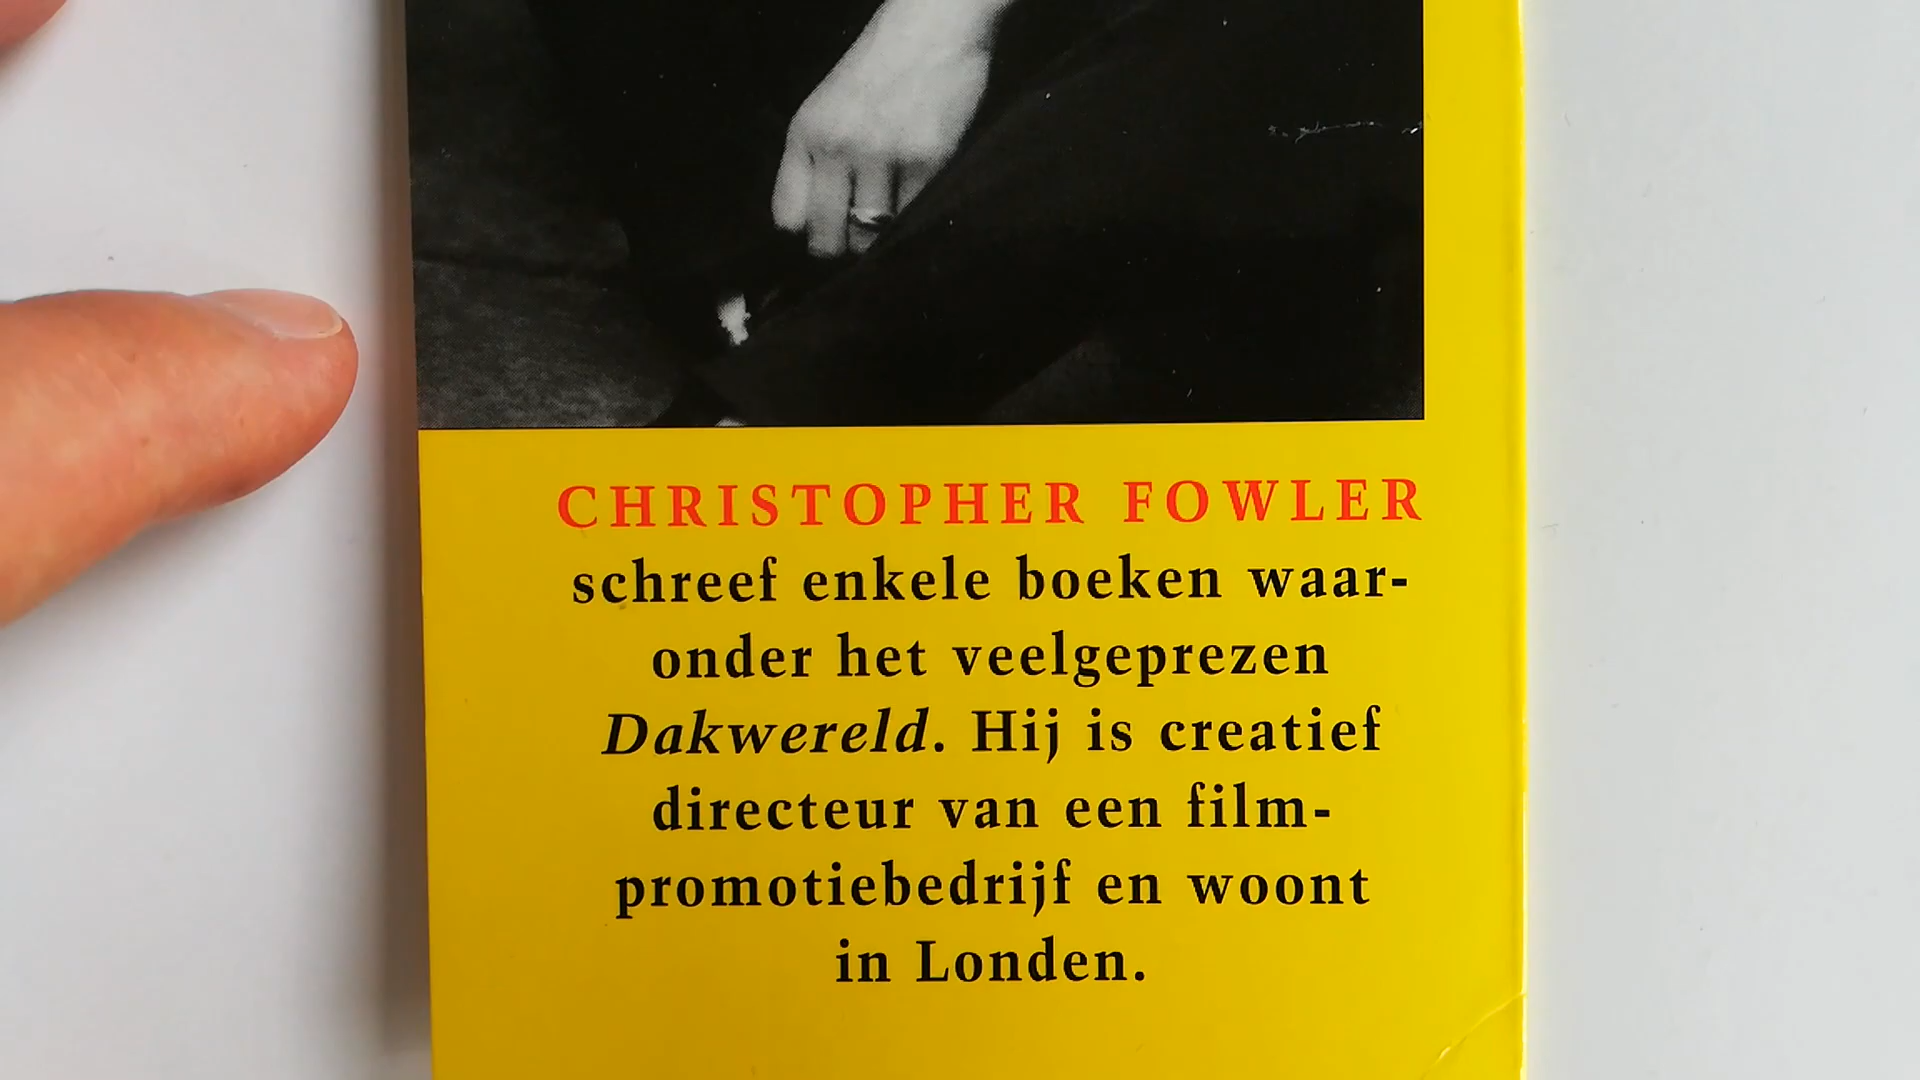 CHRISTOPHER FOWLER
schreef enkele boeken waar-
onder het veelgeprezen
Dakwereld. Hij is creatief
directeur van een film-
promotiebedrijf en woont
in Londen.